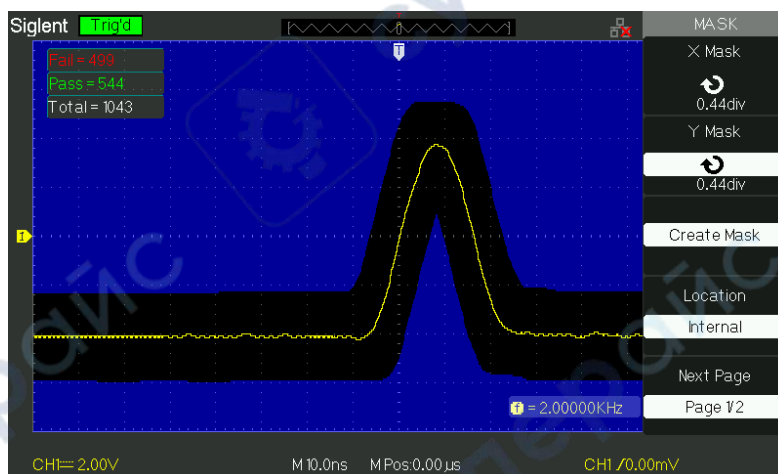 Siglent Trig'd MASK
Fail = 499
Pass = 544
Total = 1043
X Mask
0.44div
Y Mask
0.44div
Create Mask
Location
Internal
Next Page
Page 1/2
f = 2.00000KHz
CH1 2.00V M 10.0ns M Pos:0.00 µs CH1 /0.00mV